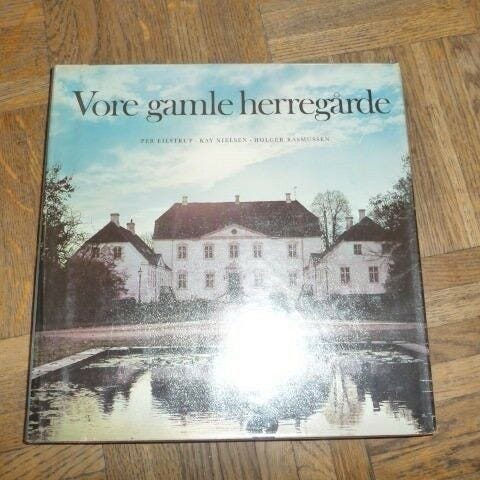 Vore gamle herregårde
PER EILSTRUP · KAY NIELSEN · HOLGER RASMUSSEN